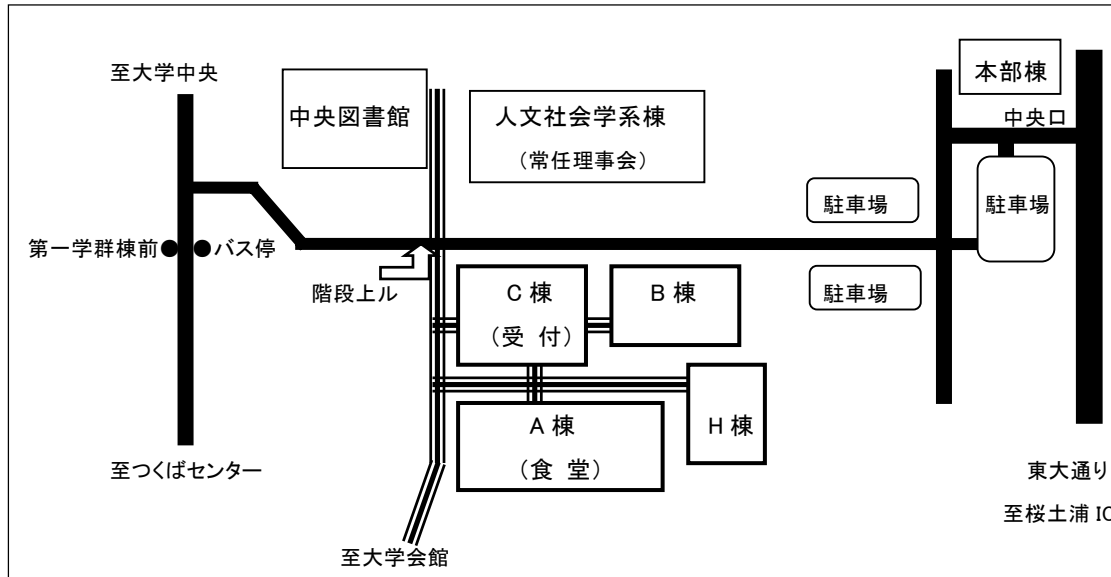 至大学中央
中央図書館
人文社会学系棟
(常任理事会)
本部棟
中央口
駐車場
駐車場
第一学群棟前●●バス停
階段上ル
C 棟
(受 付)
B 棟
駐車場
A 棟
(食 堂)
H 棟
至つくばセンター
東大通り
至桜土浦 IC
至大学会館